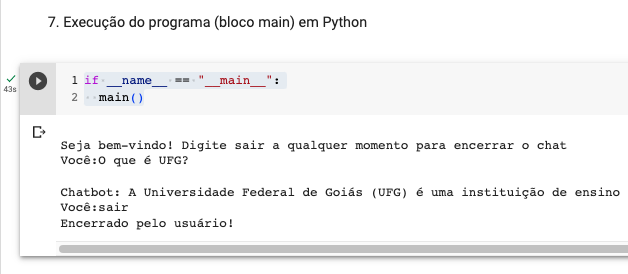 7. Execução do programa (bloco main) em Python
43s
1 if __name__ == "__main__":
2 main()
Seja bem-vindo! Digite sair a qualquer momento para encerrar o chat
Você:O que é UFG?
Chatbot: A Universidade Federal de Goiás (UFG) é uma instituição de ensino
Você:sair
Encerrado pelo usuário!